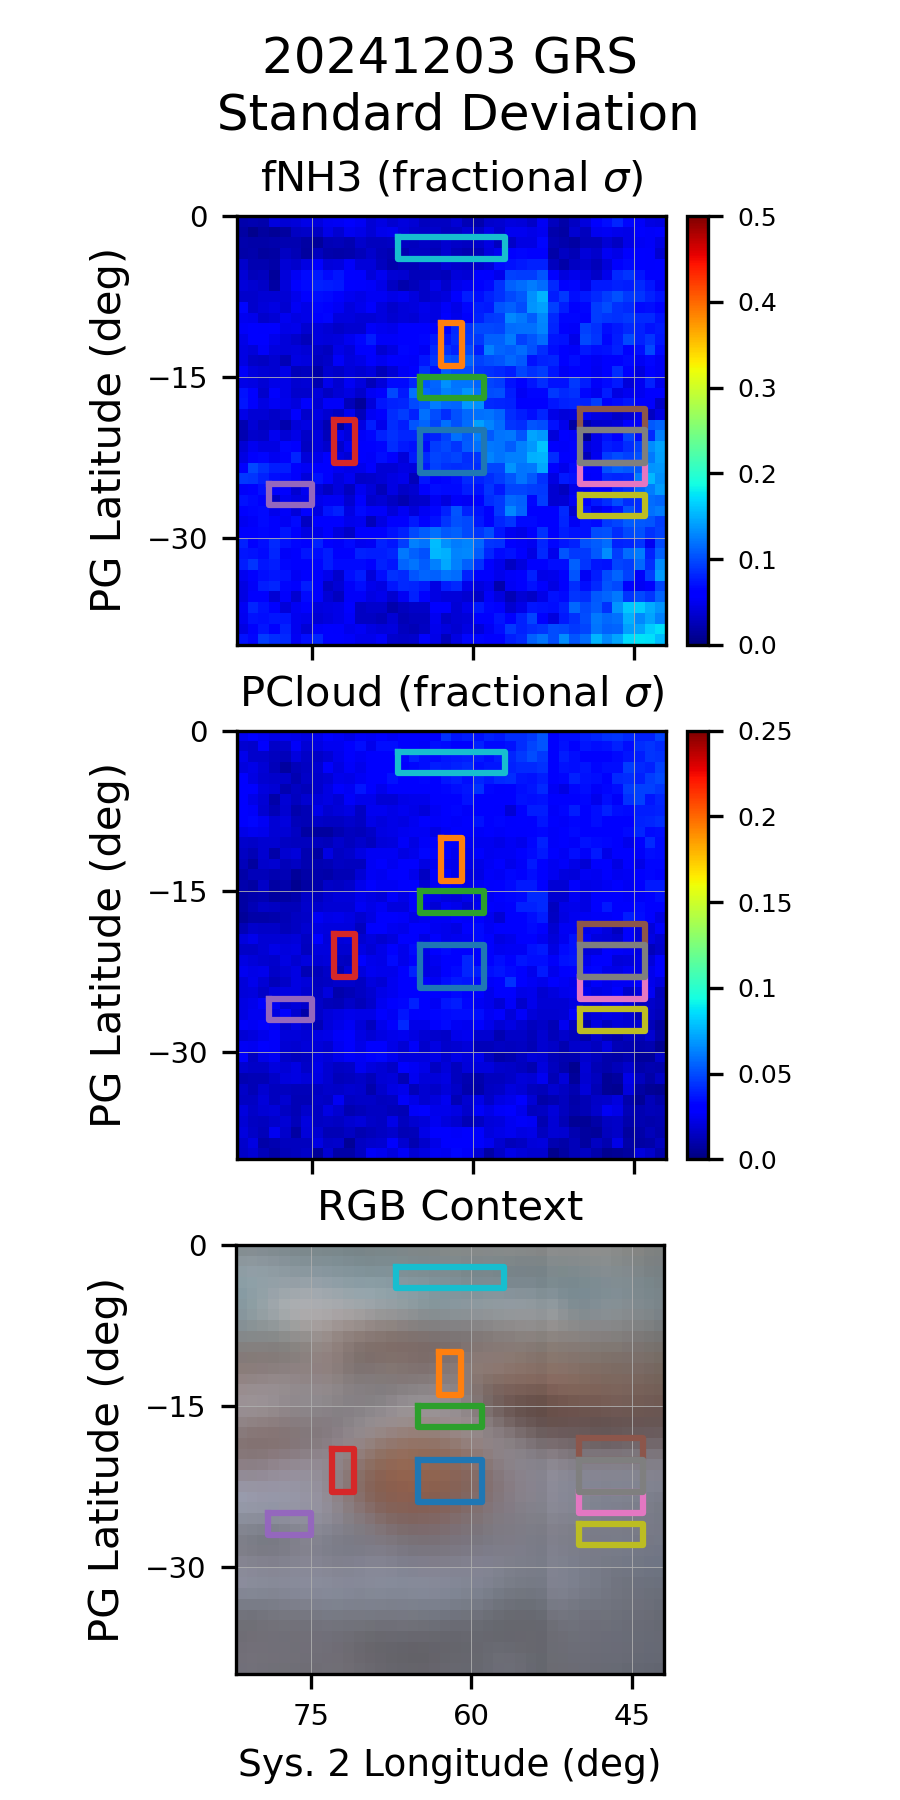 20241203 GRS
Standard Deviation
fNH3 (fractional σ)
PG Latitude (deg)
0
−15
−30
0.5
0.4
0.3
0.2
0.1
0.0
PCloud (fractional σ)
PG Latitude (deg)
0
−15
−30
0.25
0.2
0.15
0.1
0.05
0.0
RGB Context
PG Latitude (deg)
0
−15
−30
75 60 45
Sys. 2 Longitude (deg)